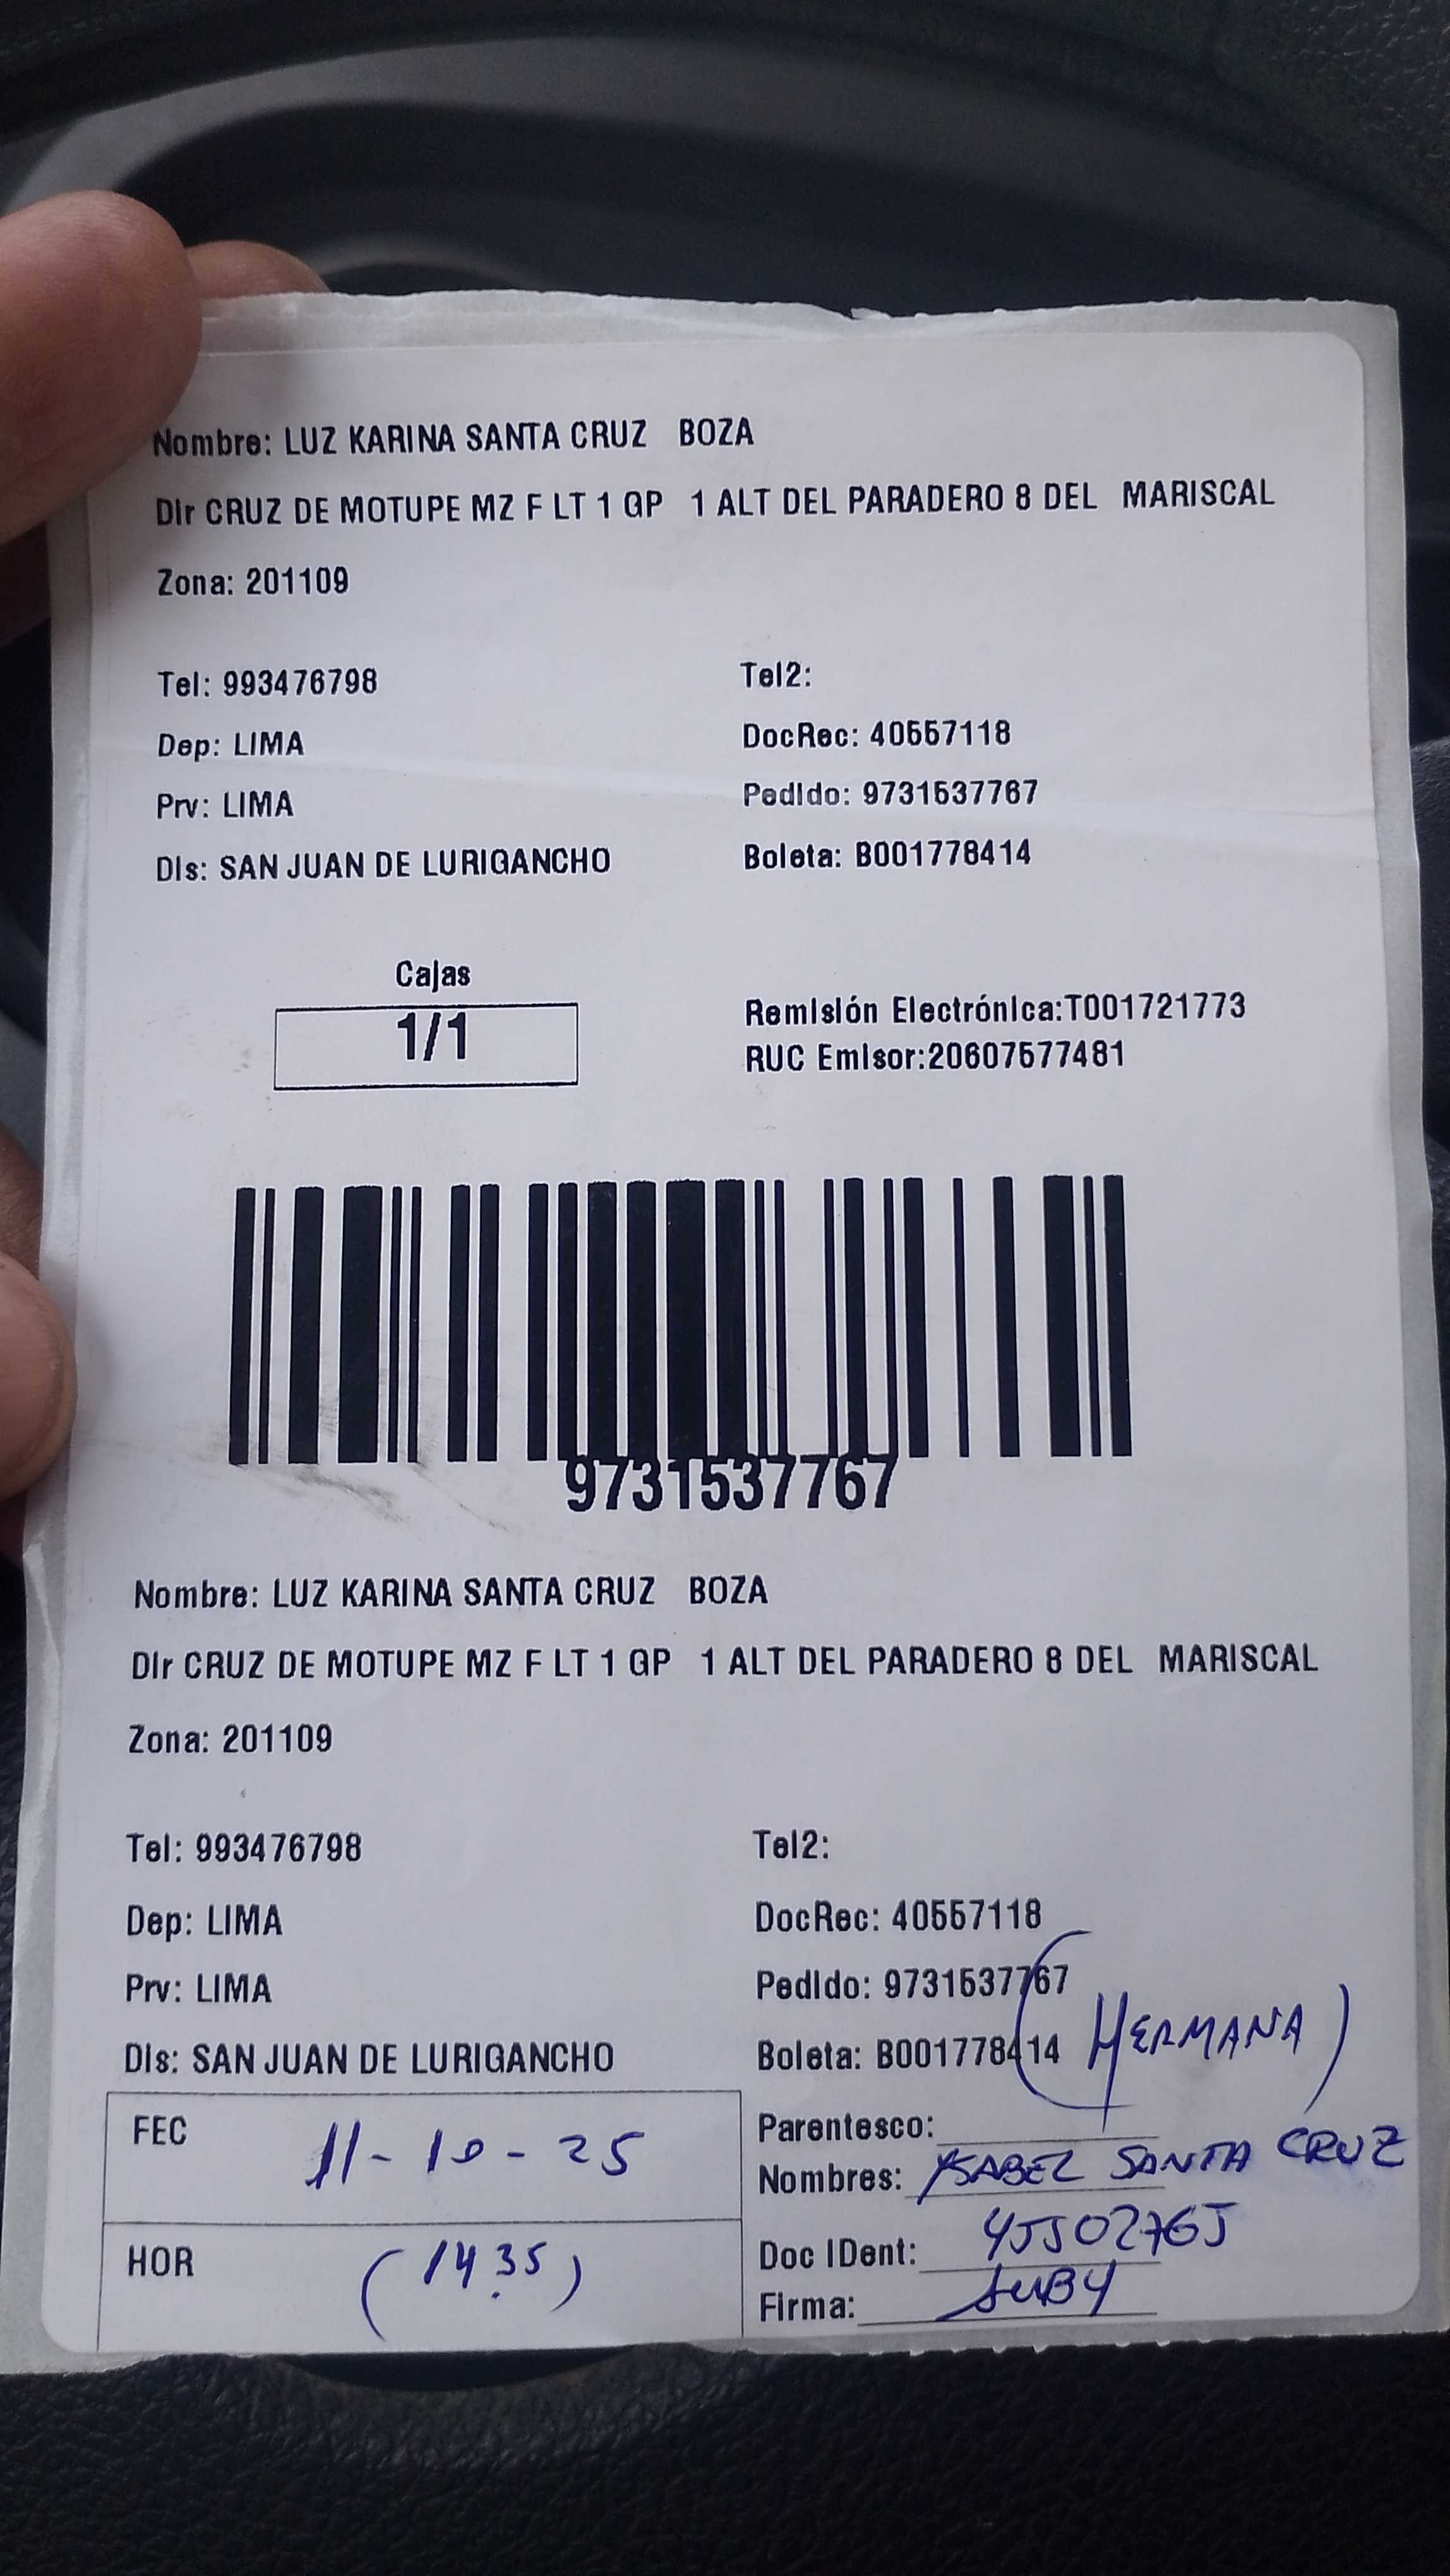 Nombre: LUZ KARINA SANTA CRUZ BOZA
Dir CRUZ DE MOTUPE MZ F LT 1 GP 1 ALT DEL PARADERO 8 DEL MARISCAL
Zona: 201109
Tel: 993476798
Tel2:
Dep: LIMA
DocRec: 40557118
Prv: LIMA
Pedido: 9731537767
Dis: SAN JUAN DE LURIGANCHO
Boleta: B001778414
Cajas
1/1
Remisión Electrónica:T001721773
RUC Emisor:20607577481
9731537767
Nombre: LUZ KARINA SANTA CRUZ BOZA
Dir CRUZ DE MOTUPE MZ F LT 1 GP 1 ALT DEL PARADERO 8 DEL MARISCAL
Zona: 201109
Tel: 993476798
Tel2:
Dep: LIMA
DocRec: 40557118
Prv: LIMA
Pedido: 9731537767
Dis: SAN JUAN DE LURIGANCHO
Boleta: B001778414
(HERMANA)
FEC 11-10-25
Parentesco:
Nombres: YSABEL SANTA CRUZ
HOR (14.35)
Doc IDent: 45502765
Firma: